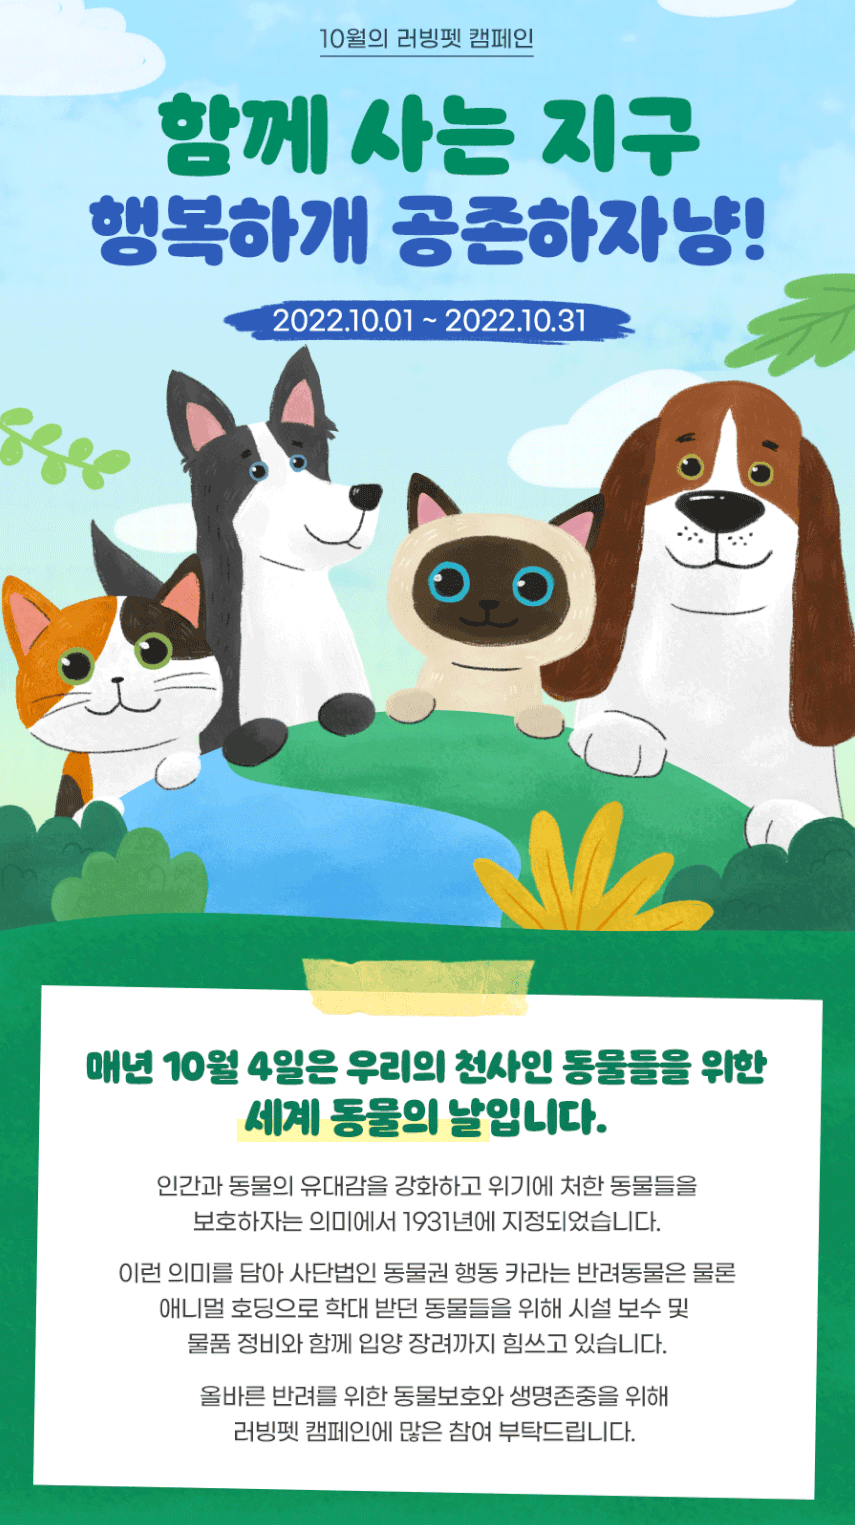 10월의 러빙펫 캠페인
함께 사는 지구
행복하개 공존하자냥!
2022.10.01 ~ 2022.10.31
매년 10월 4일은 우리의 천사인 동물들을 위한
세계 동물의 날입니다.
인간과 동물의 유대감을 강화하고 위기에 처한 동물들을
보호하자는 의미에서 1931년에 지정되었습니다.
이런 의미를 담아 사단법인 동물권 행동 카라는 반려동물은 물론
애니멀 호딩으로 학대 받던 동물들을 위해 시설 보수 및
물품 정비와 함께 입양 장려까지 힘쓰고 있습니다.
올바른 반려를 위한 동물보호와 생명존중을 위해
러빙펫 캠페인에 많은 참여 부탁드립니다.